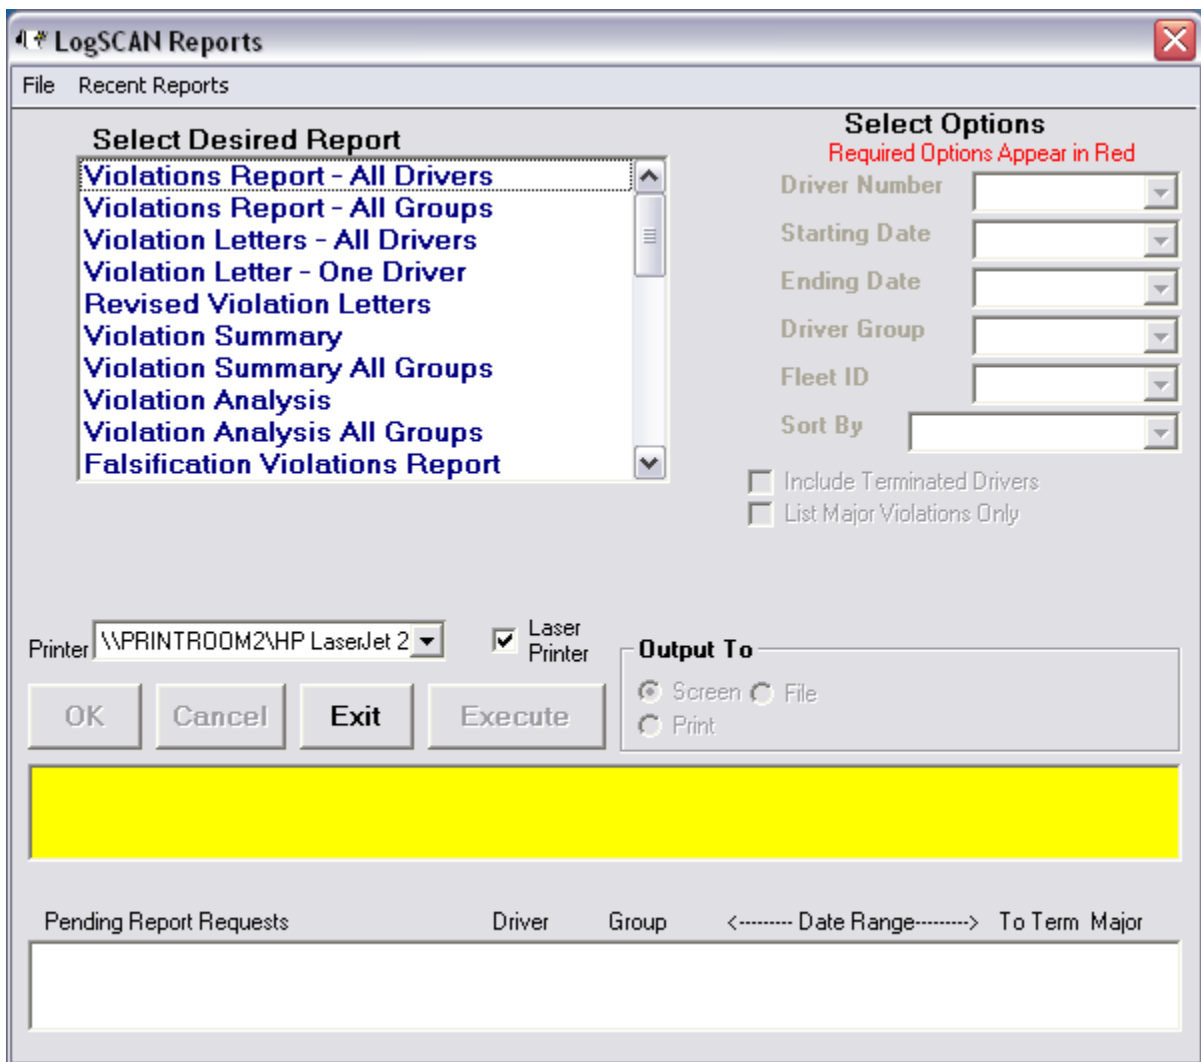 LogSCAN Reports
File Recent Reports
Select Desired Report
Violations Report - All Drivers
Violations Report - All Groups
Violation Letters - All Drivers
Violation Letter - One Driver
Revised Violation Letters
Violation Summary
Violation Summary All Groups
Violation Analysis
Violation Analysis All Groups
Falsification Violations Report
Select Options
Required Options Appear in Red
Driver Number
Starting Date
Ending Date
Driver Group
Fleet ID
Sort By
Include Terminated Drivers
List Major Violations Only
Printer \\PRINTROOM2\HP LaserJet 2
Laser
Printer
Output To
Screen File
Print
OK Cancel Exit Execute
Pending Report Requests Driver Group <--------- Date Range---------> To Term Major